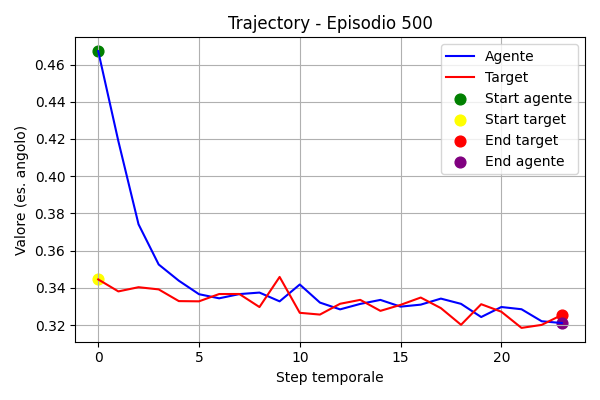 Trajectory - Episodio 500
Valore (es. angolo)
0.46
0.44
0.42
0.40
0.38
0.36
0.34
0.32
Agente
Target
Start agente
Start target
End target
End agente
0 5 10 15 20
Step temporale